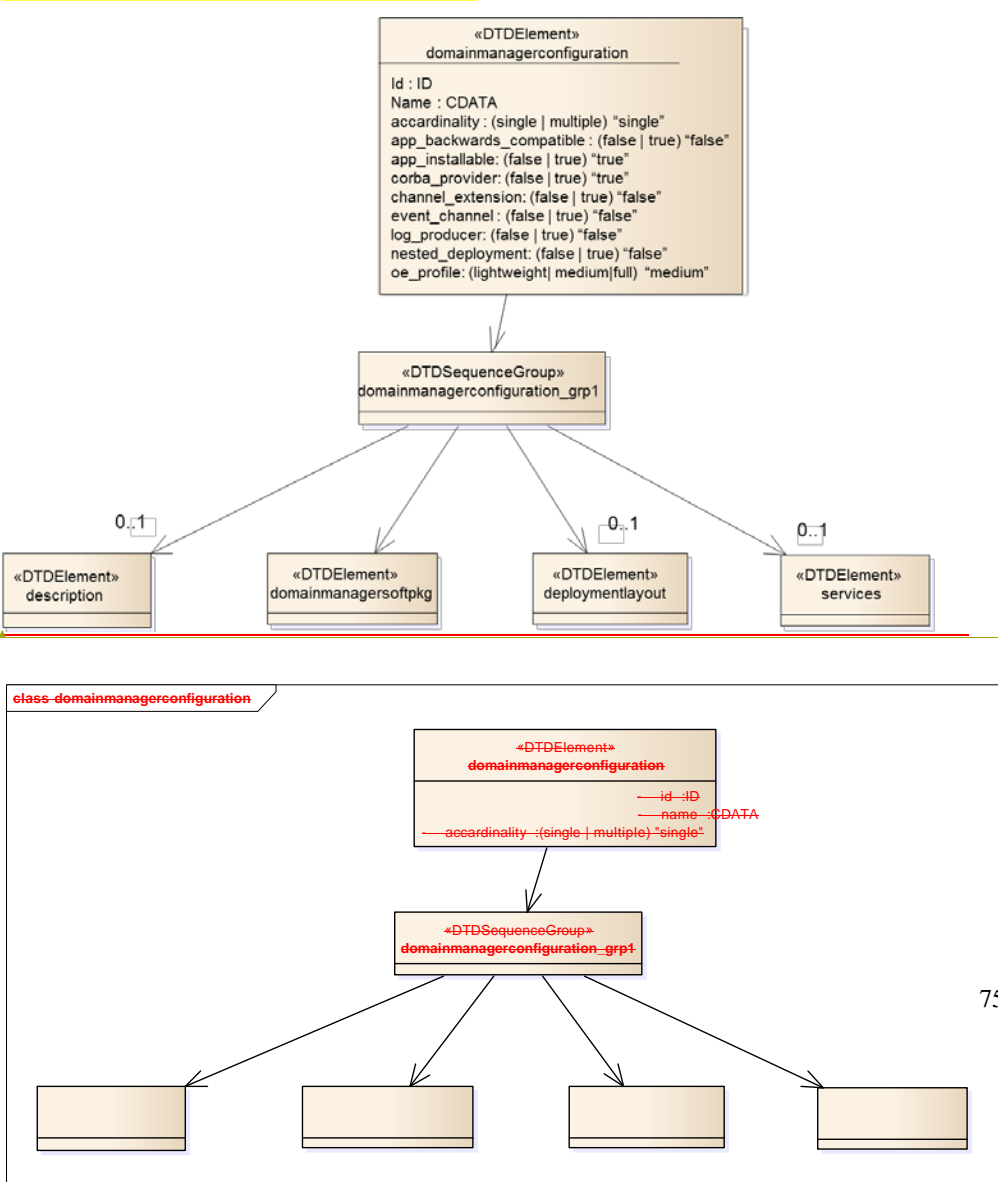 «DTDElement»
domainmanagerconfiguration
Id : ID
Name : CDATA
accardinality : (single | multiple) “single”
app_backwards_compatible : (false | true) “false”
app_installable: (false | true) “true”
corba_provider: (false | true) “true”
channel_extension: (false | true) “false”
event_channel : (false | true) “false”
log_producer: (false | true) “false”
nested_deployment: (false | true) “false”
oe_profile: (lightweight| medium|full) “medium”
«DTDSequenceGroup»
domainmanagerconfiguration_grp1
0..1
0..1
0..1
«DTDElement»
description
«DTDElement»
domainmanagersoftpkg
«DTDElement»
deploymentlayout
«DTDElement»
services
class domainmanagerconfiguration
«DTDElement»
domainmanagerconfiguration
- id :ID
- name :CDATA
- accardinality :(single | multiple) "single"
«DTDSequenceGroup»
domainmanagerconfiguration_grp1
75